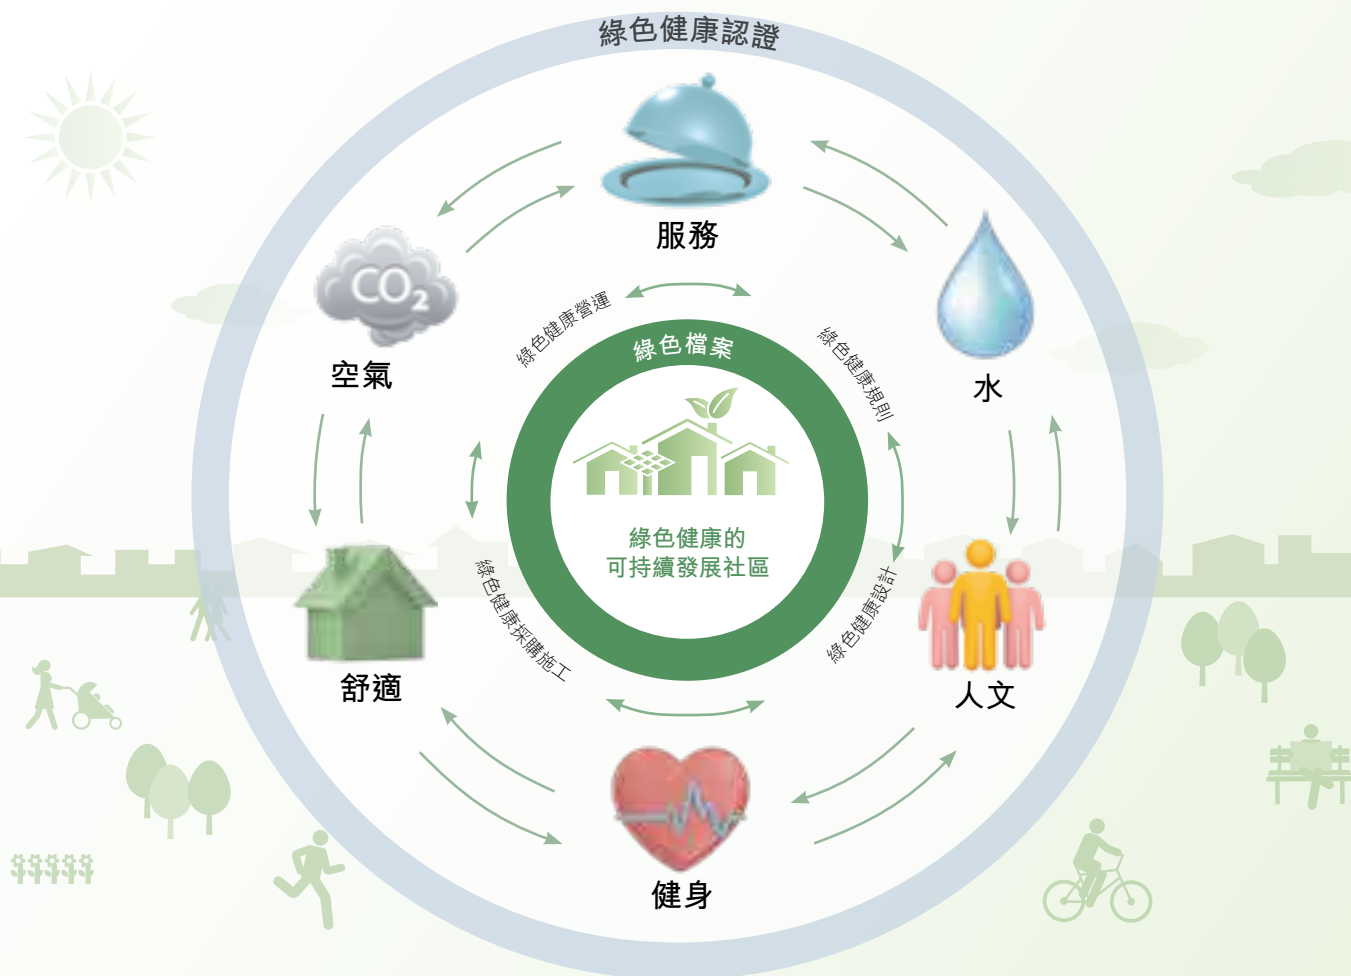 綠色健康認證
服務
CO₂
空氣
水
綠色健康營運
綠色健康規則
綠色檔案
綠色健康的
可持續發展社區
綠色健康採購施工
綠色健康設計
舒適
人文
健身